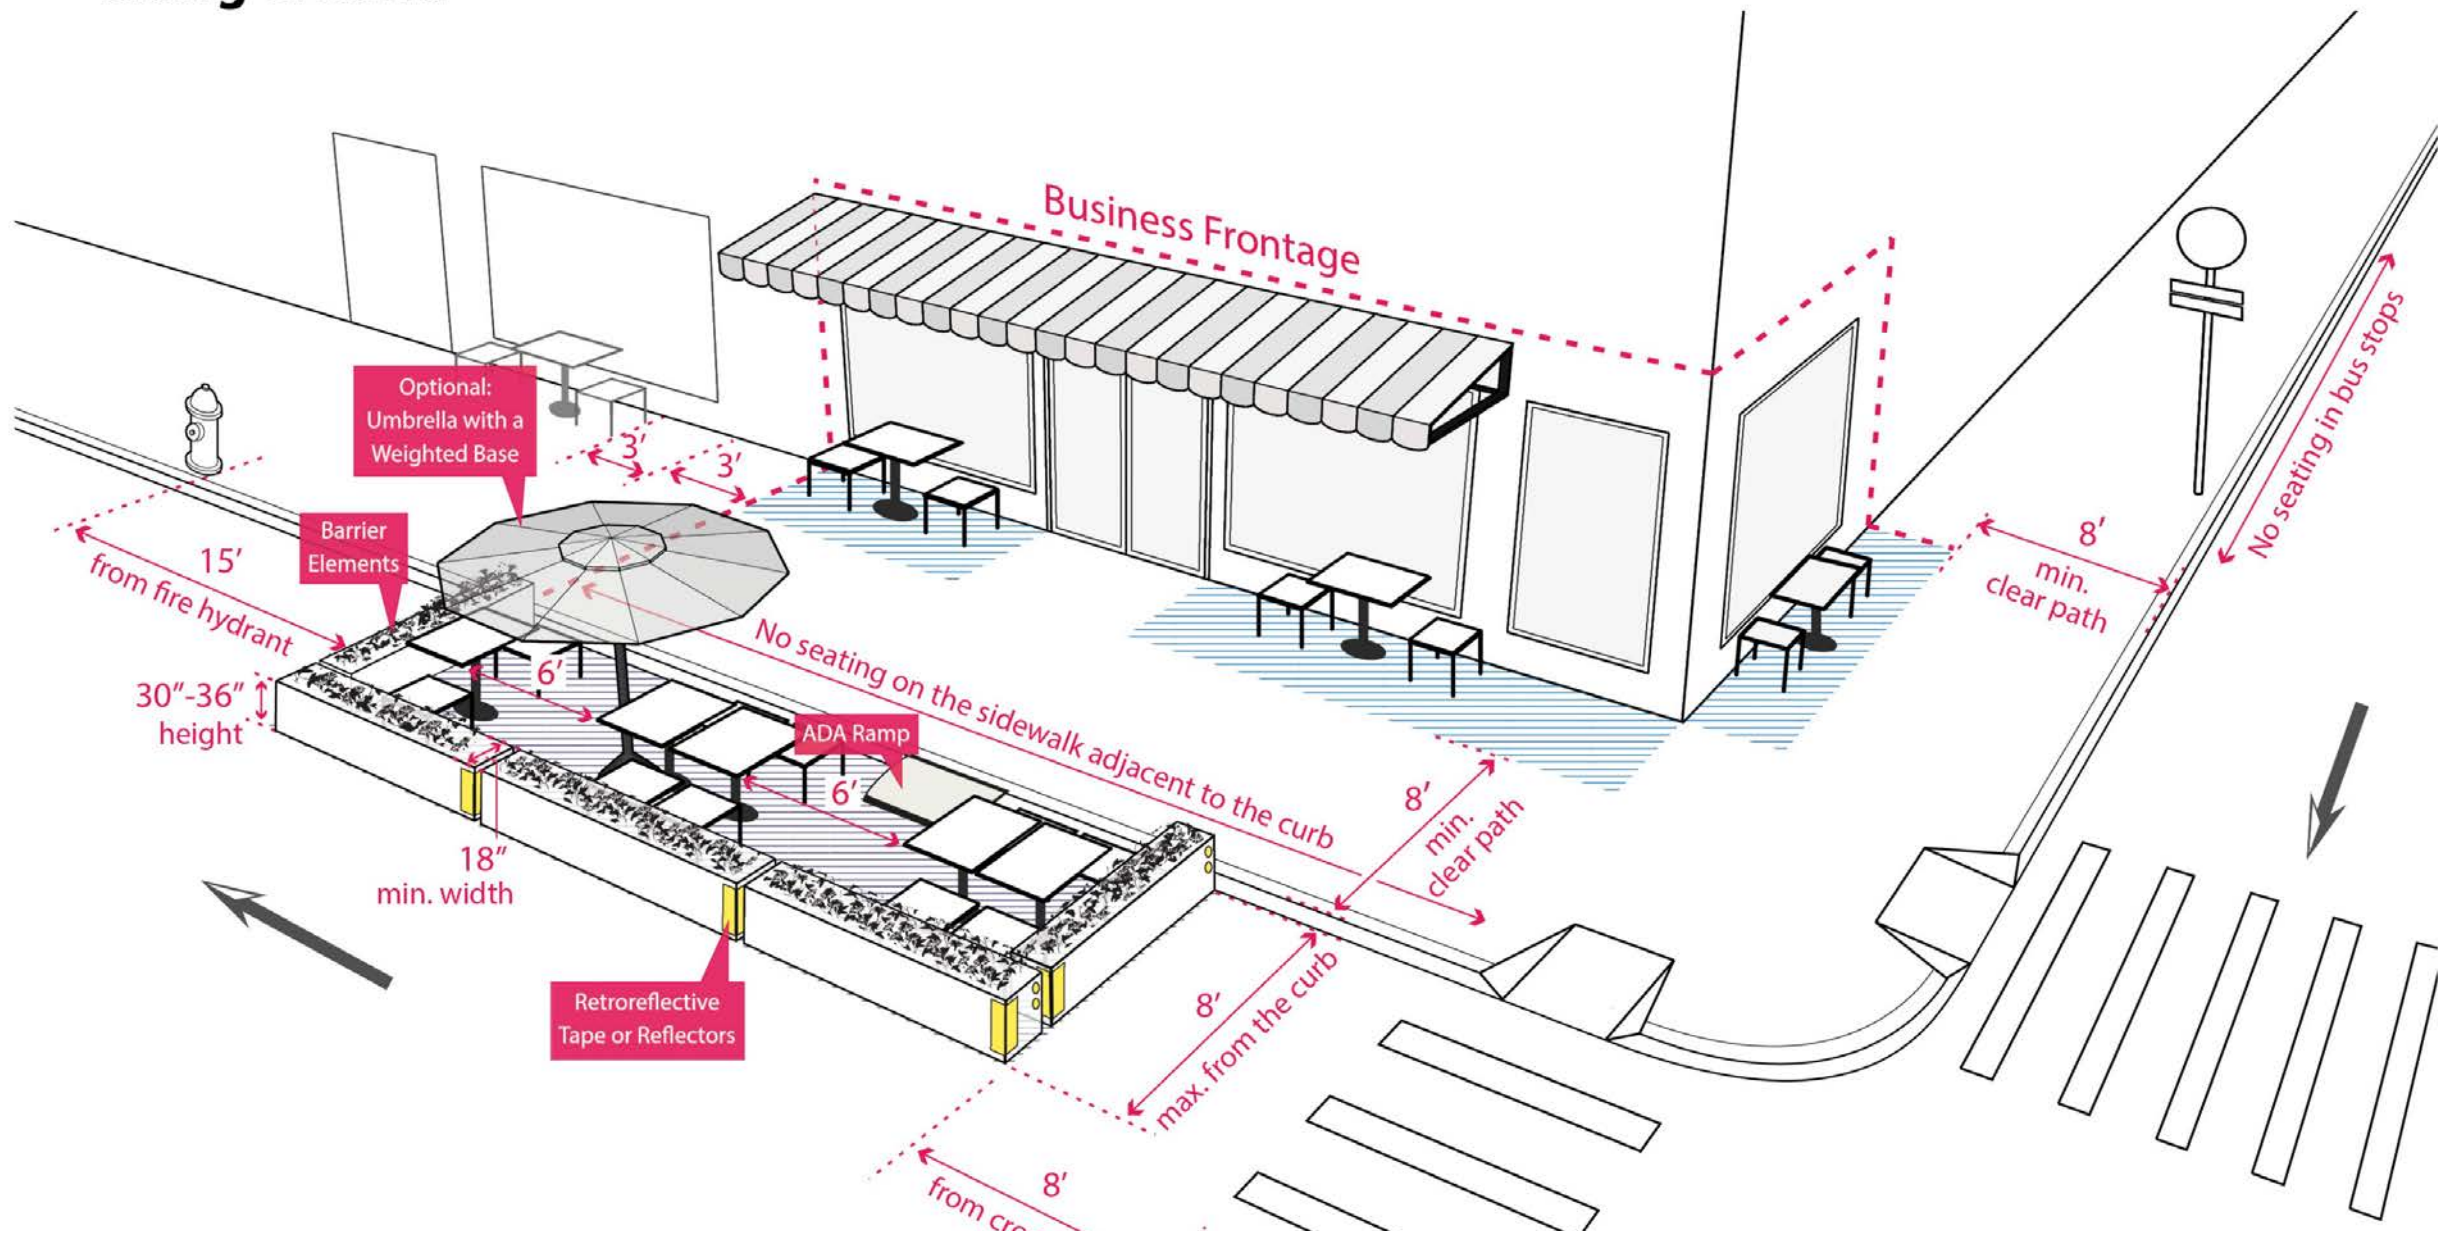 Business Frontage
No seating in bus stops
Optional:
Umbrella with a
Weighted Base
3'
3'
Barrier
Elements
15'
from fire hydrant
8'
min.
clear path
No seating on the sidewalk adjacent to the curb
6'
30"-36"
height
ADA Ramp
6'
8'
min.
clear path
18"
min. width
Retroreflective
Tape or Reflectors
8'
max. from the curb
8'
from